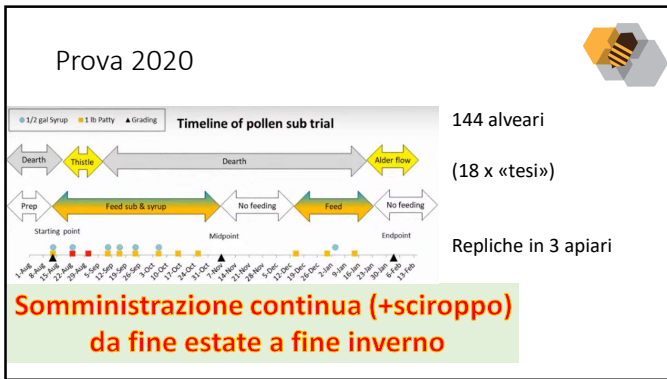 Prova 2020
1/2 gal Syrup 1 lb Patty Grading
Timeline of pollen sub trial
Dearth Thistle Dearth Alder flow
Prep Feed sub & syrup No feeding Feed No feeding
Starting point Midpoint Endpoint
1-Aug 8-Aug 15-Aug 22-Aug 29-Aug 5-Sep 12-Sep 19-Sep 26-Sep 3-Oct 10-Oct 17-Oct 24-Oct 31-Oct 7-Nov 14-Nov 21-Nov 28-Nov 5-Dec 12-Dec 19-Dec 26-Dec 2-Jan 9-Jan 16-Jan 23-Jan 30-Jan 6-Feb 13-Feb
144 alveari
(18 x «tesi»)
Repliche in 3 apiari
Somministrazione continua (+sciroppo)
da fine estate a fine inverno